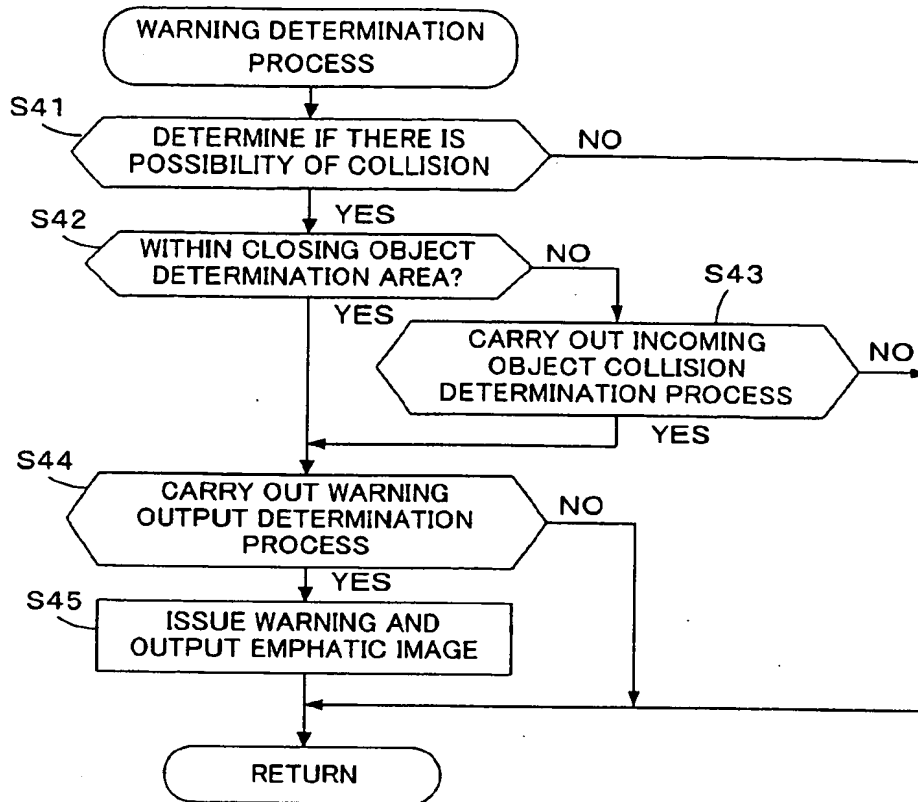 WARNING DETERMINATION
PROCESS
S41
DETERMINE IF THERE IS
POSSIBILITY OF COLLISION
NO
YES
S42
WITHIN CLOSING OBJECT
DETERMINATION AREA?
NO
YES
S43
CARRY OUT INCOMING
OBJECT COLLISION
DETERMINATION PROCESS
NO
YES
S44
CARRY OUT WARNING
OUTPUT DETERMINATION
PROCESS
NO
YES
S45
ISSUE WARNING AND
OUTPUT EMPHATIC IMAGE
RETURN